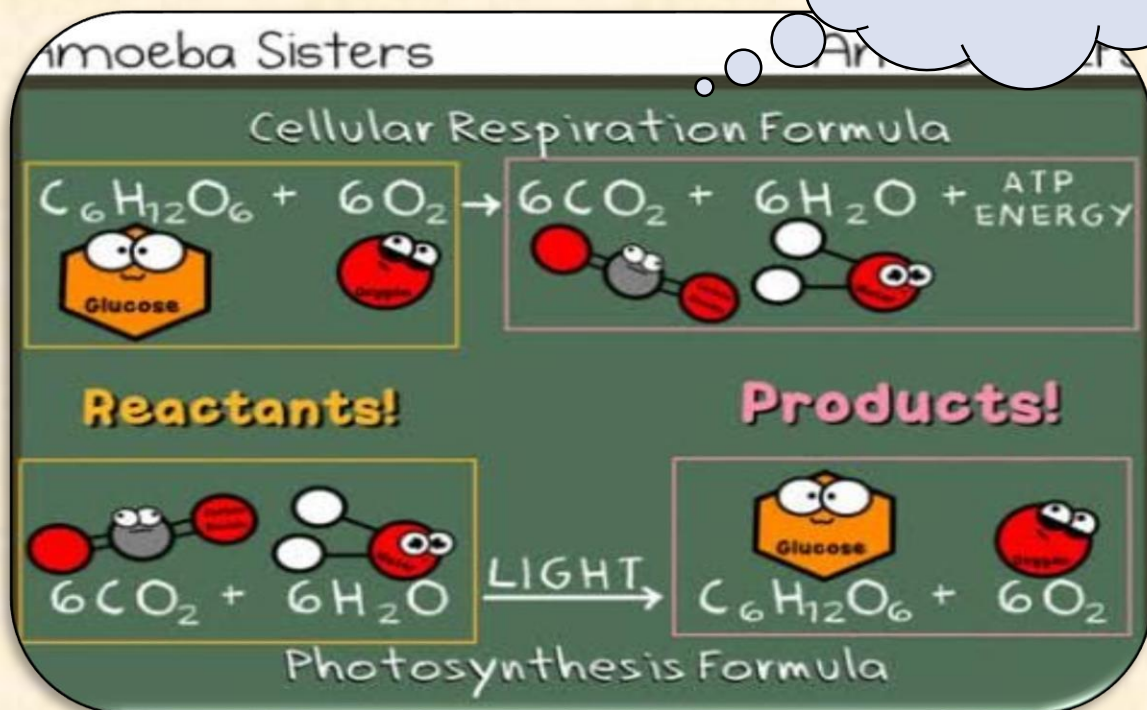 Amoeba Sisters
Cellular Respiration Formula
C₆H₁₂O₆ + 6O₂ → 6CO₂ + 6H₂O + ATP ENERGY
Glucose
Reactants!
Products!
Glucose
6CO₂ + 6H₂O LIGHT → C₆H₁₂O₆ + 6O₂
Photosynthesis Formula